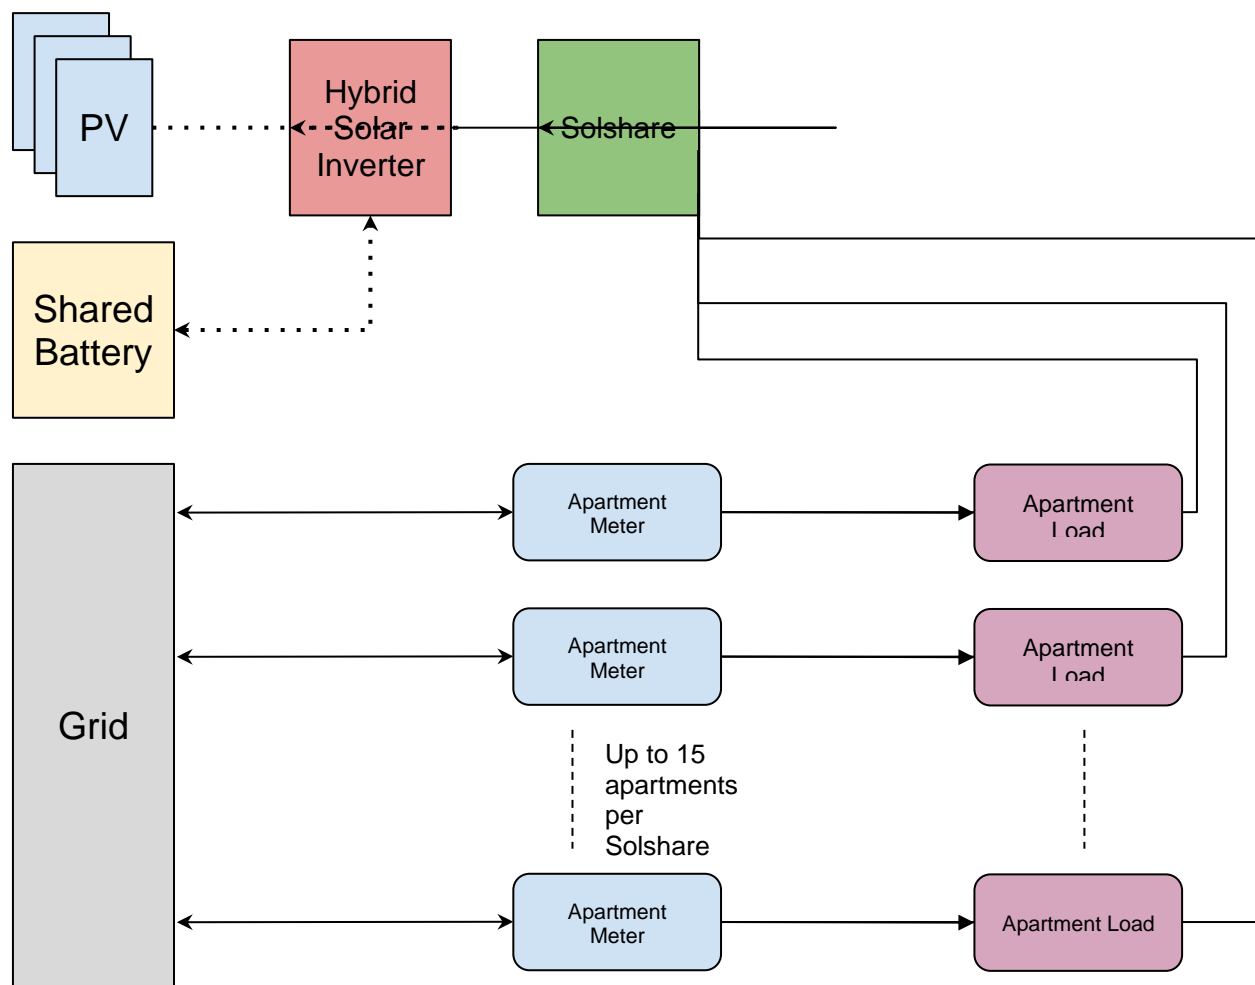 PV
Hybrid
Solar
Inverter
Solshare
Shared
Battery
Grid
Apartment
Meter
Apartment
Load
Apartment
Meter
Apartment
Load
Up to 15
apartments
per
Solshare
Apartment
Meter
Apartment Load